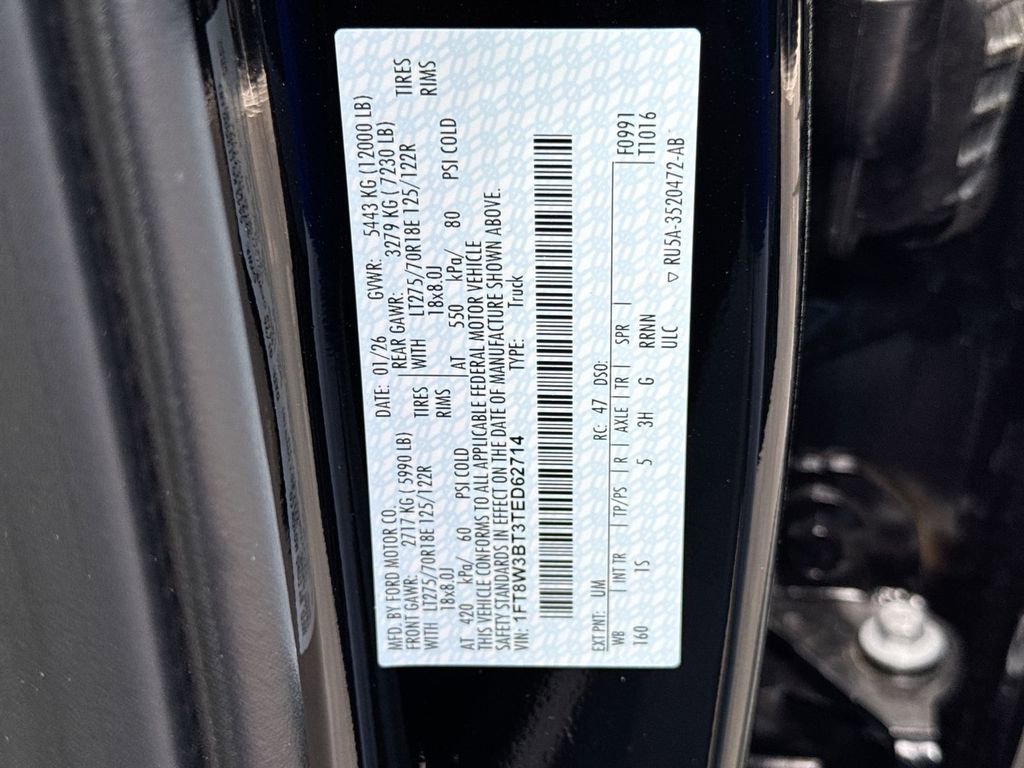 MFD. BY FORD MOTOR CO.
DATE: 01/26
GVWR: 5443 KG (12000 LB)
FRONT GAWR: 2717 KG (5990 LB)
REAR GAWR: 3279 KG (7230 LB)
WITH LT275/70R18E 125/122R TIRES
WITH LT275/70R18E 125/122R TIRES
18x8.0J RIMS
18x8.0J RIMS
AT 420 kPa/ 60 PSI COLD
AT 550 kPa/ 80 PSI COLD
THIS VEHICLE CONFORMS TO ALL APPLICABLE FEDERAL MOTOR VEHICLE
SAFETY STANDARDS IN EFFECT ON THE DATE OF MANUFACTURE SHOWN ABOVE.
VIN: 1FT8W3BT3TED62714 TYPE: Truck
EXT PNT: UM RC: 47 DSO: F0991
WB INT TR TP/PS R AXLE TR SPR T1016
160 1S 5 3H G RRNN
ULC ▽ RU5A-3520472-AB